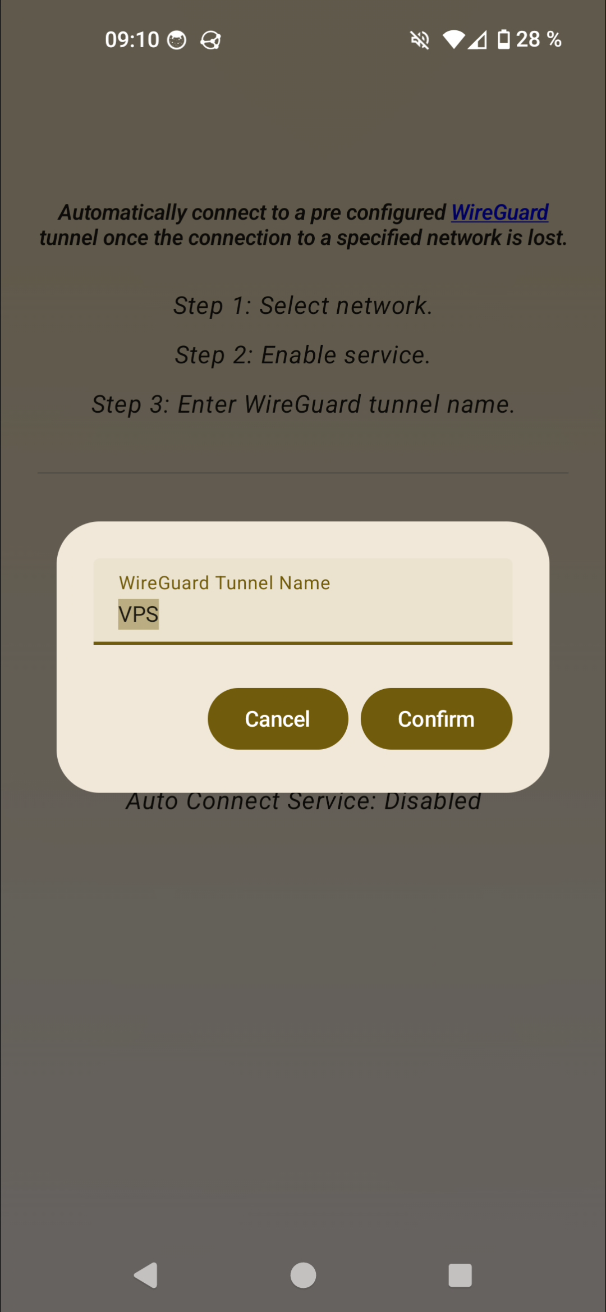 09:10
28 %
Automatically connect to a pre configured WireGuard
tunnel once the connection to a specified network is lost.
Step 1: Select network.
Step 2: Enable service.
Step 3: Enter WireGuard tunnel name.
WireGuard Tunnel Name
VPS
Cancel
Confirm
Auto Connect Service: Disabled